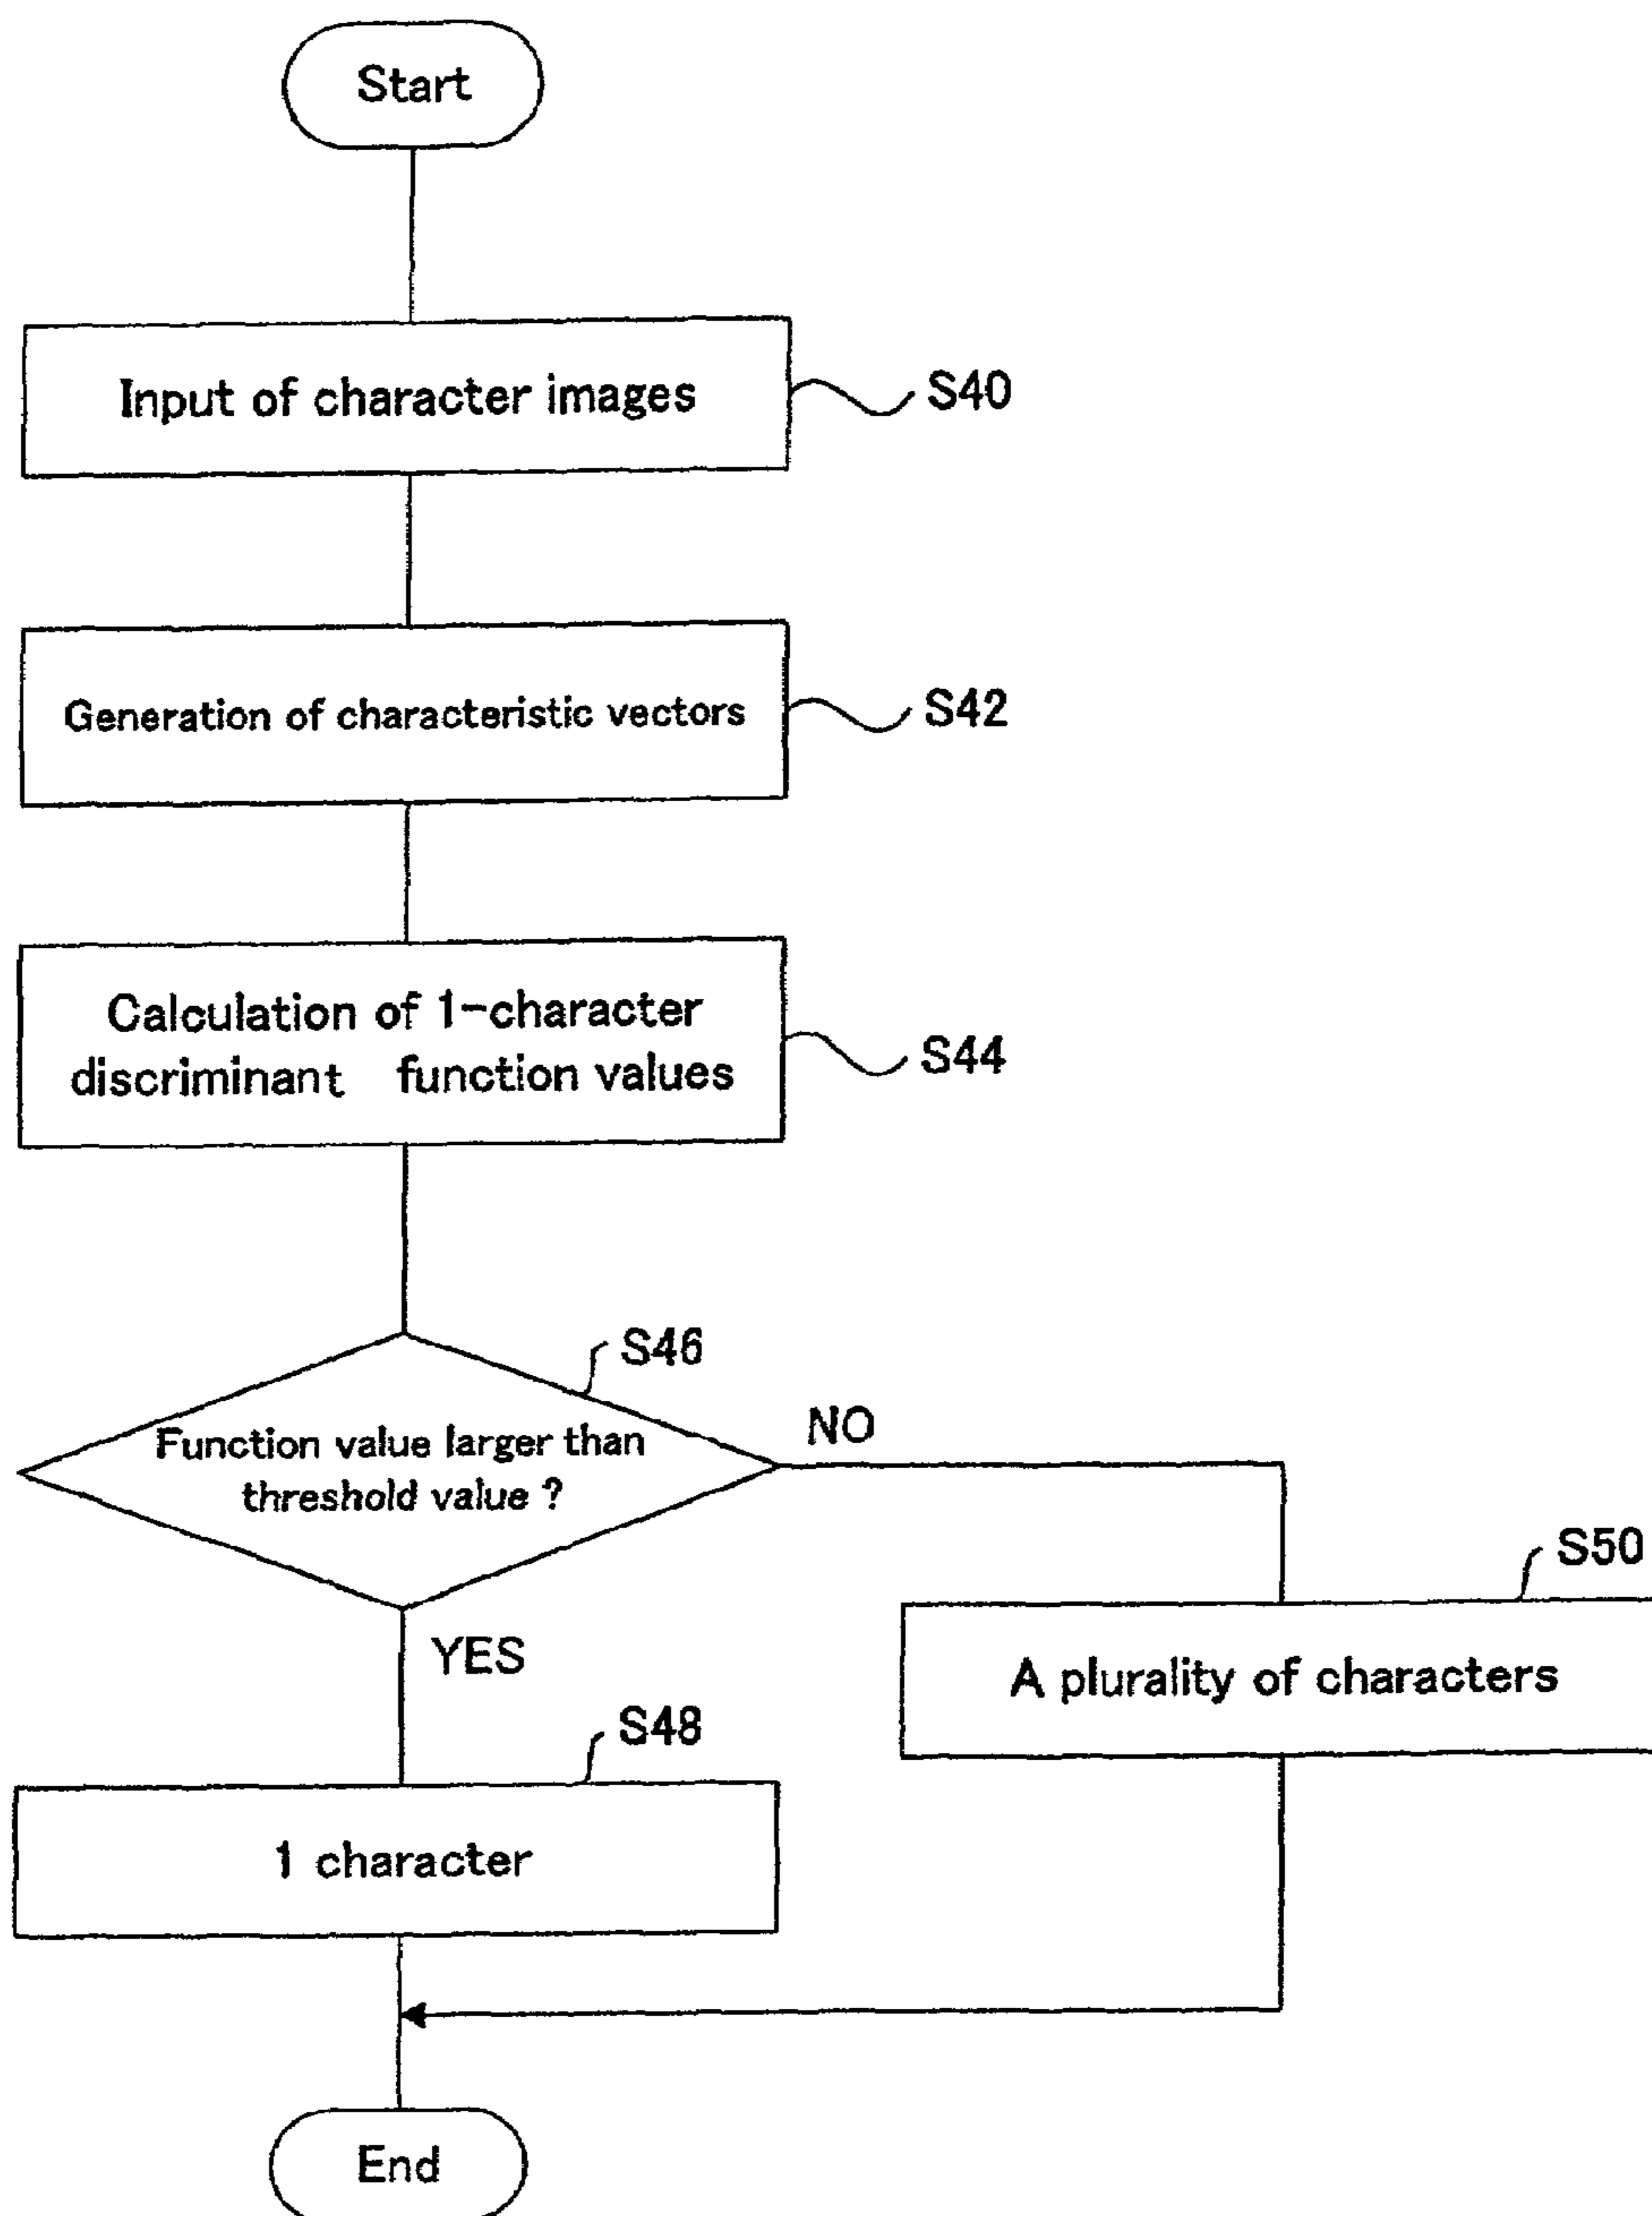 Start
Input of character images
S40
Generation of characteristic vectors
S42
Calculation of 1-character
discriminant function values
S44
S46
Function value larger than
threshold value ?
NO
YES
S50
A plurality of characters
S48
1 character
End